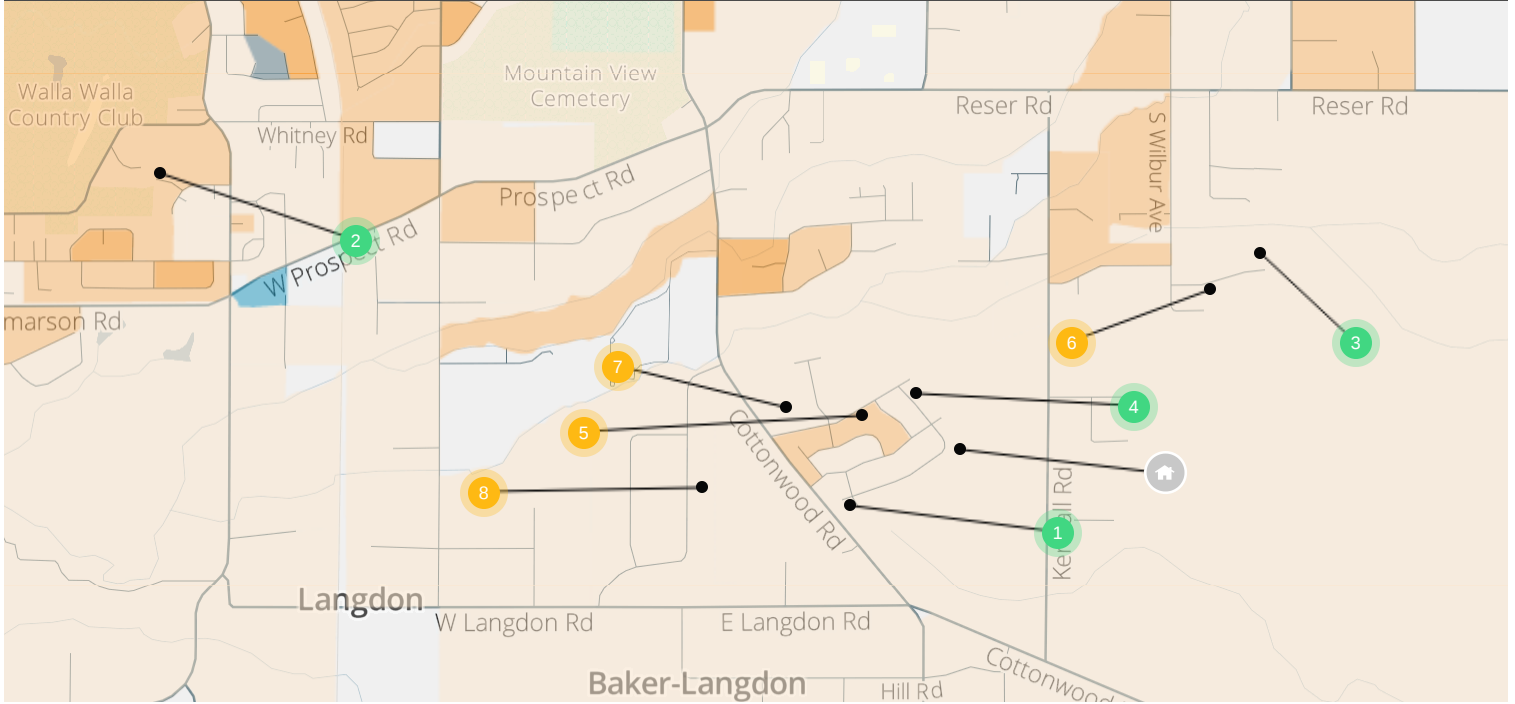 Mountain View
Cemetery
Walla Walla
Country Club
Reser Rd
Reser Rd
Whitney Rd
S Wilbur Ave
Prospect Rd
W Prospect Rd
2
marson Rd
6
3
7
4
5
Cottonwood Rd
8
1
Langdon
W Langdon Rd
E Langdon Rd
Cottonwood
Baker-Langdon
Hill Rd